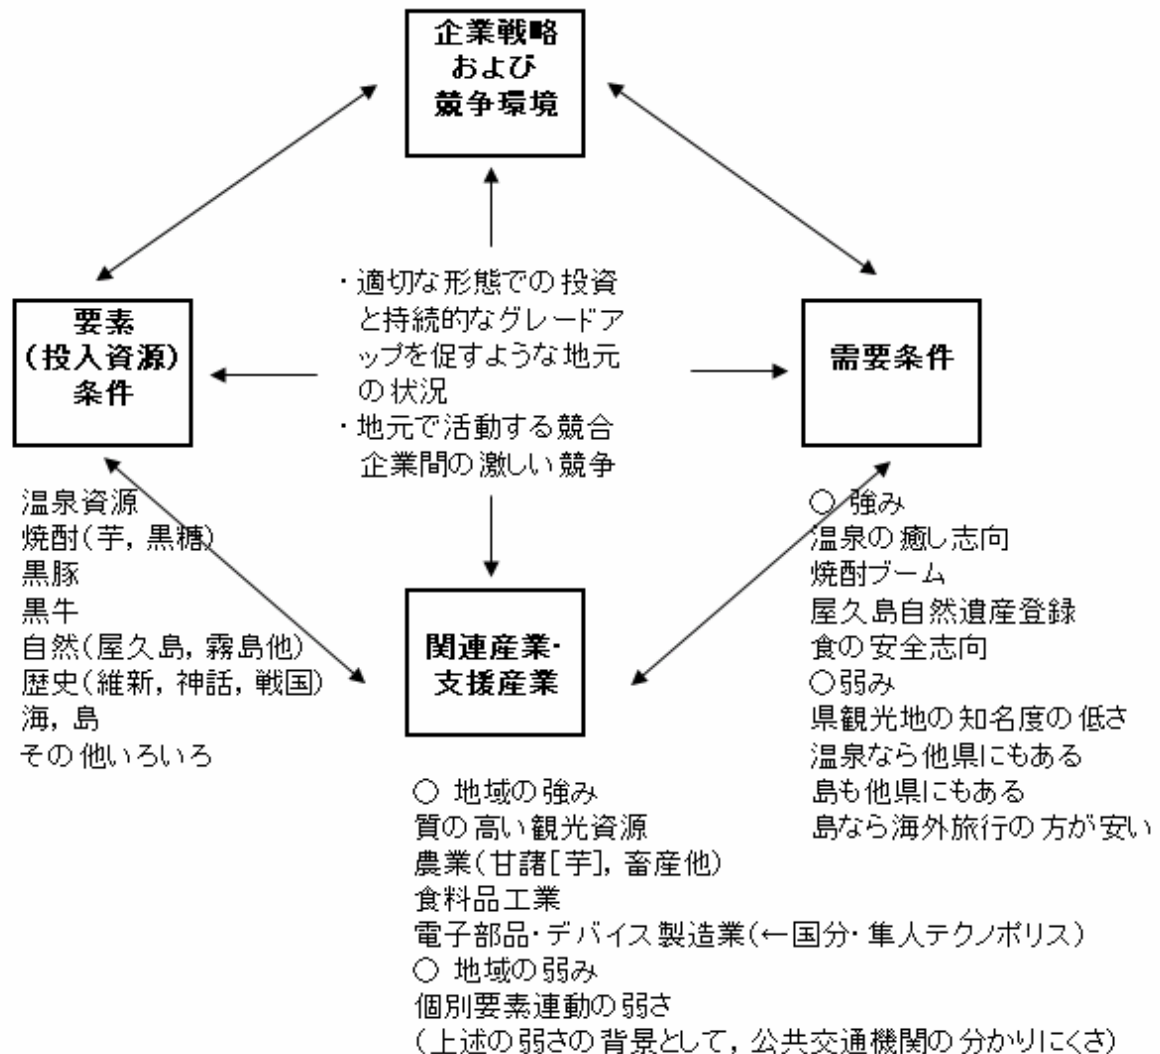 企業戦略
および
競争環境
・適切な形態での投資
と持続的なグレードア
ップを促すような地元
の状況
・地元で活動する競合
企業間の激しい競争
要素
(投入資源)
条件
需要条件
温泉資源
焼酎(芋, 黒糖)
黒豚
黒牛
自然(屋久島, 霧島他)
歴史(維新, 神話, 戦国)
海, 島
その他いろいろ
関連産業・
支援産業
○ 強み
温泉の癒し志向
焼酎ブーム
屋久島自然遺産登録
食の安全志向
○弱み
県観光地の知名度の低さ
温泉なら他県にもある
島も他県にもある
島なら海外旅行の方が安い
○ 地域の強み
質の高い観光資源
農業(甘藷[芋], 畜産他)
食料品工業
電子部品・デバイス製造業(←国分・隼人テクノポリス)
○ 地域の弱み
個別要素連動の弱さ
(上述の弱さの背景として, 公共交通機関の分かりにくさ)